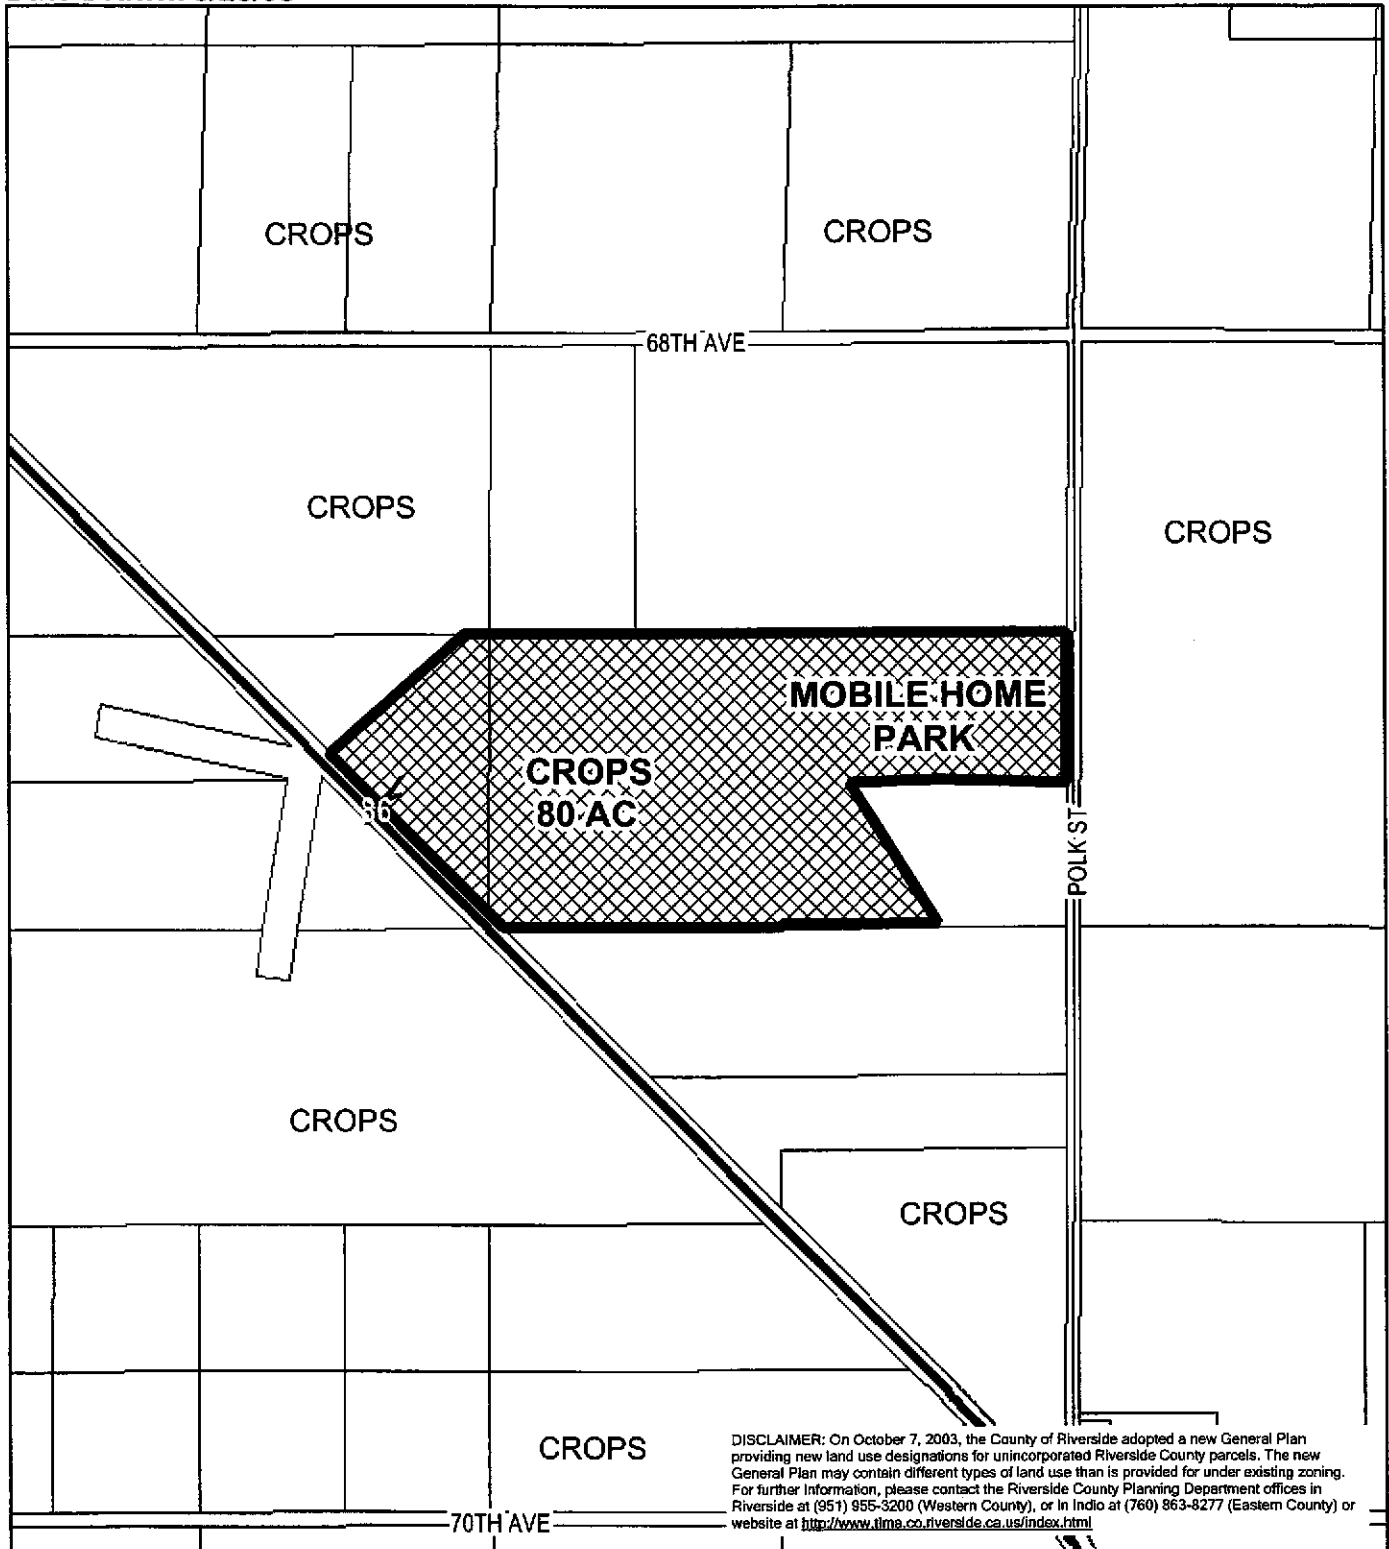 CROPS
CROPS
68TH AVE
CROPS
CROPS
MOBILE HOME
PARK
CROPS
80 AC
86
POLK ST
CROPS
CROPS
CROPS
70TH AVE
DISCLAIMER: On October 7, 2003, the County of Riverside adopted a new General Plan
providing new land use designations for unincorporated Riverside County parcels. The new
General Plan may contain different types of land use than is provided for under existing zoning.
For further information, please contact the Riverside County Planning Department offices in
Riverside at (951) 955-3200 (Western County), or in Indio at (760) 863-8277 (Eastern County) or
website at http://www.tlma.co.riverside.ca.us/index.html